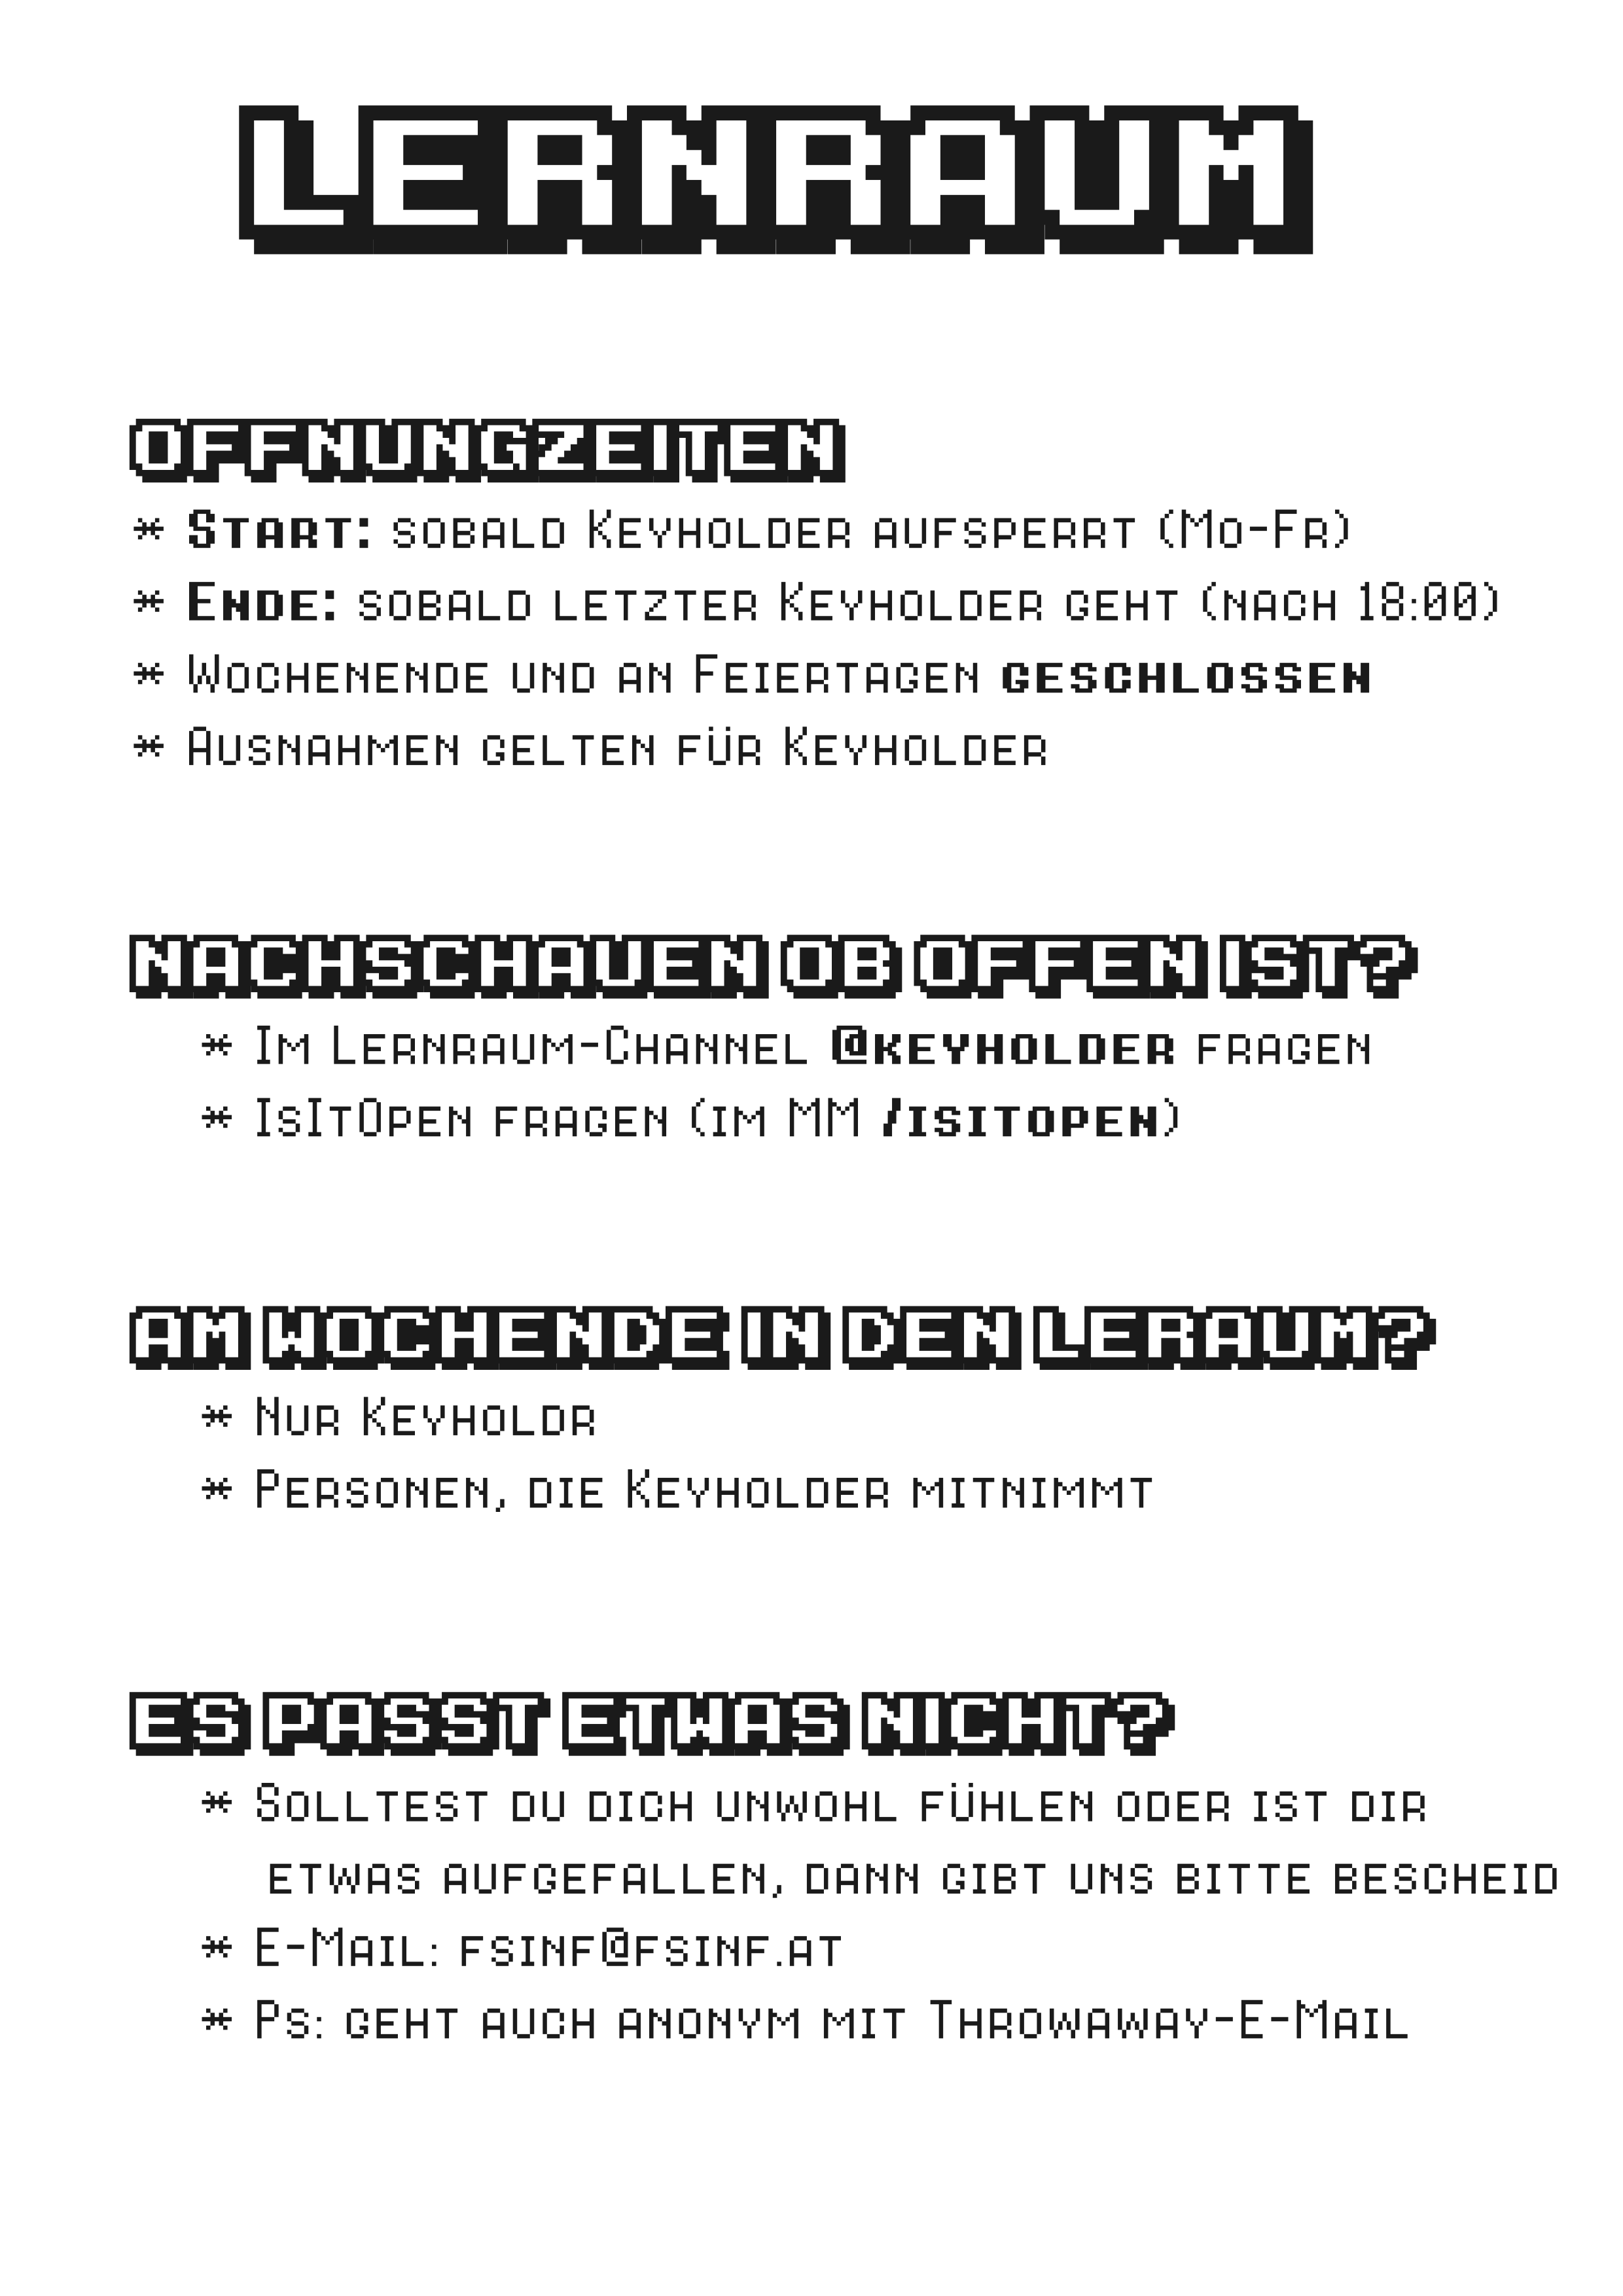 LERNRAUM
OFFNUNGZEITEN
* Start: sobald Keyholder aufsperrt (Mo-Fr)
* Ende: sobald letzter Keyholder geht (nach 18:00)
* Wochenende und an Feiertagen geschlossen
* Ausnahmen gelten für Keyholder
NACHSCHAUEN OB OFFEN IST?
* Im Lernraum-Channel @keyholder fragen
* IsItOpen fragen (im MM /isitopen)
AM WOCHENDE IN DEN LERAUM?
* Nur Keyholdr
* Personen, die Keyholder mitnimmt
ES PASST ETWAS NICHT?
* Solltest du dich unwohl fühlen oder ist dir
etwas aufgefallen, dann gibt uns bitte bescheid
* E-Mail: fsinf@fsinf.at
* Ps: geht auch anonym mit Throwaway-E-Mail